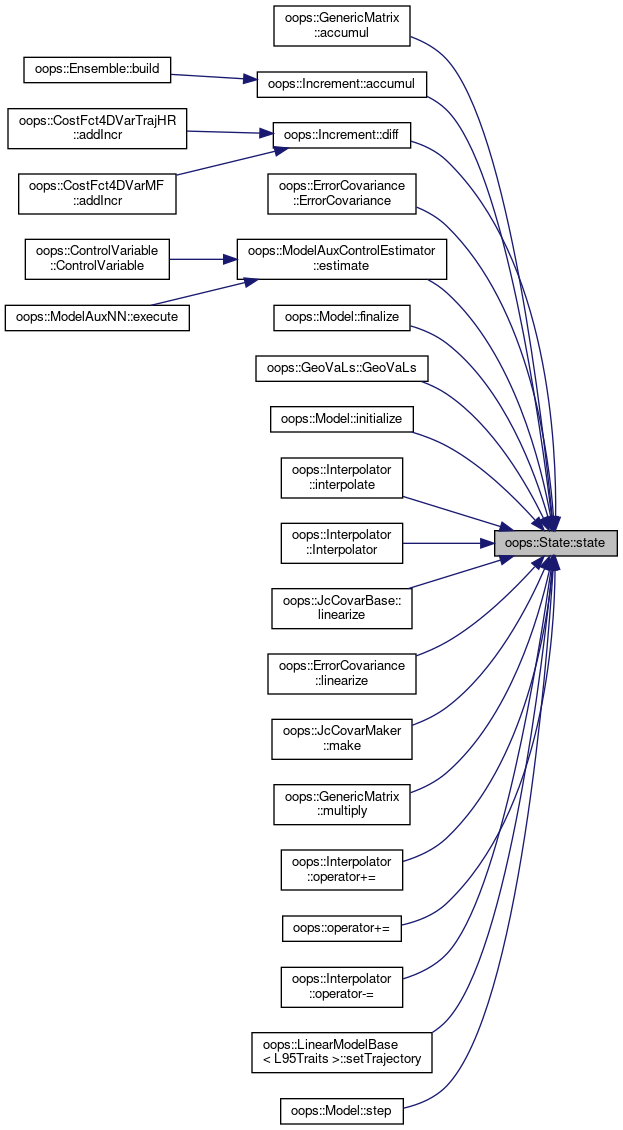 oops::GenericMatrix
::accumul
oops::Ensemble::build
oops::Increment::accumul
oops::CostFct4DVarTrajHR
::addIncr
oops::Increment::diff
oops::CostFct4DVarMF
::addIncr
oops::ErrorCovariance
::ErrorCovariance
oops::ControlVariable
::ControlVariable
oops::ModelAuxControlEstimator
::estimate
oops::ModelAuxNN::execute
oops::Model::finalize
oops::GeoVaLs::GeoVaLs
oops::Model::initialize
oops::Interpolator
::interpolate
oops::Interpolator
::Interpolator
oops::State::state
oops::JcCovarBase::
linearize
oops::ErrorCovariance
::linearize
oops::JcCovarMaker
::make
oops::GenericMatrix
::multiply
oops::Interpolator
::operator+=
oops::operator+=
oops::Interpolator
::operator-=
oops::LinearModelBase
< L95Traits >::setTrajectory
oops::Model::step